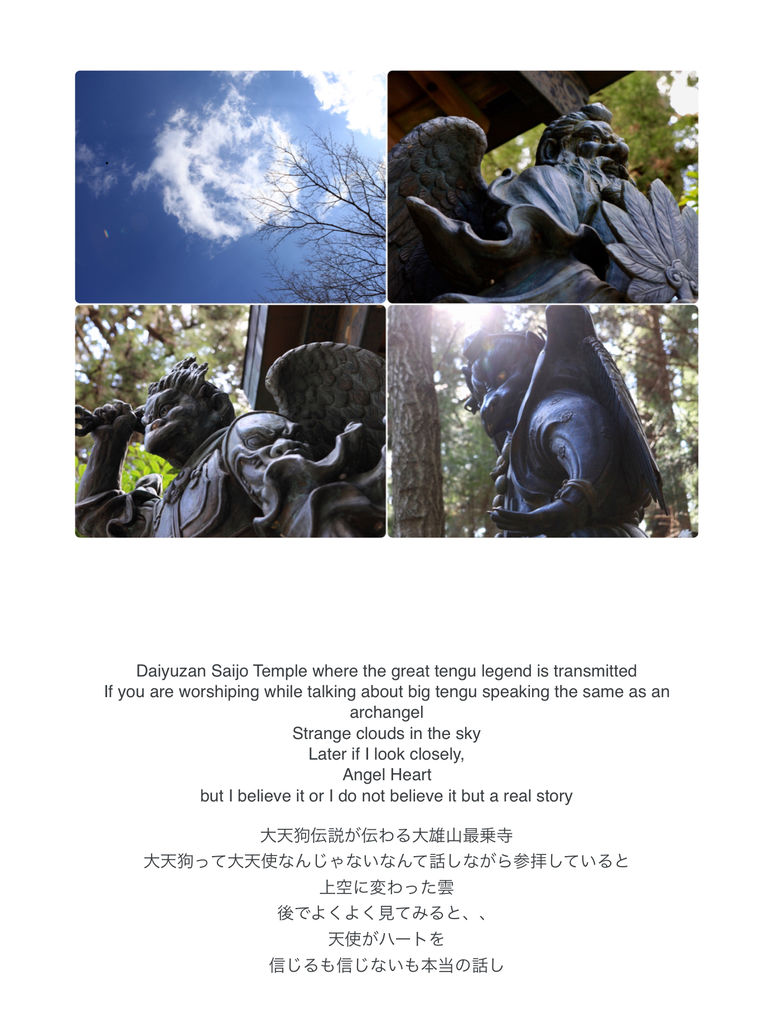 Daiyuzan Saijo Temple where the great tengu legend is transmitted
If you are worshiping while talking about big tengu speaking the same as an
archangel
Strange clouds in the sky
Later if I look closely,
Angel Heart
but I believe it or I do not believe it but a real story
大天狗伝説が伝わる大雄山最乗寺
大天狗って大天使なんじゃないなんて話しながら参拝していると
上空に変わった雲
後でよくよく見てみると、、
天使がハートを
信じるも信じないも本当の話し